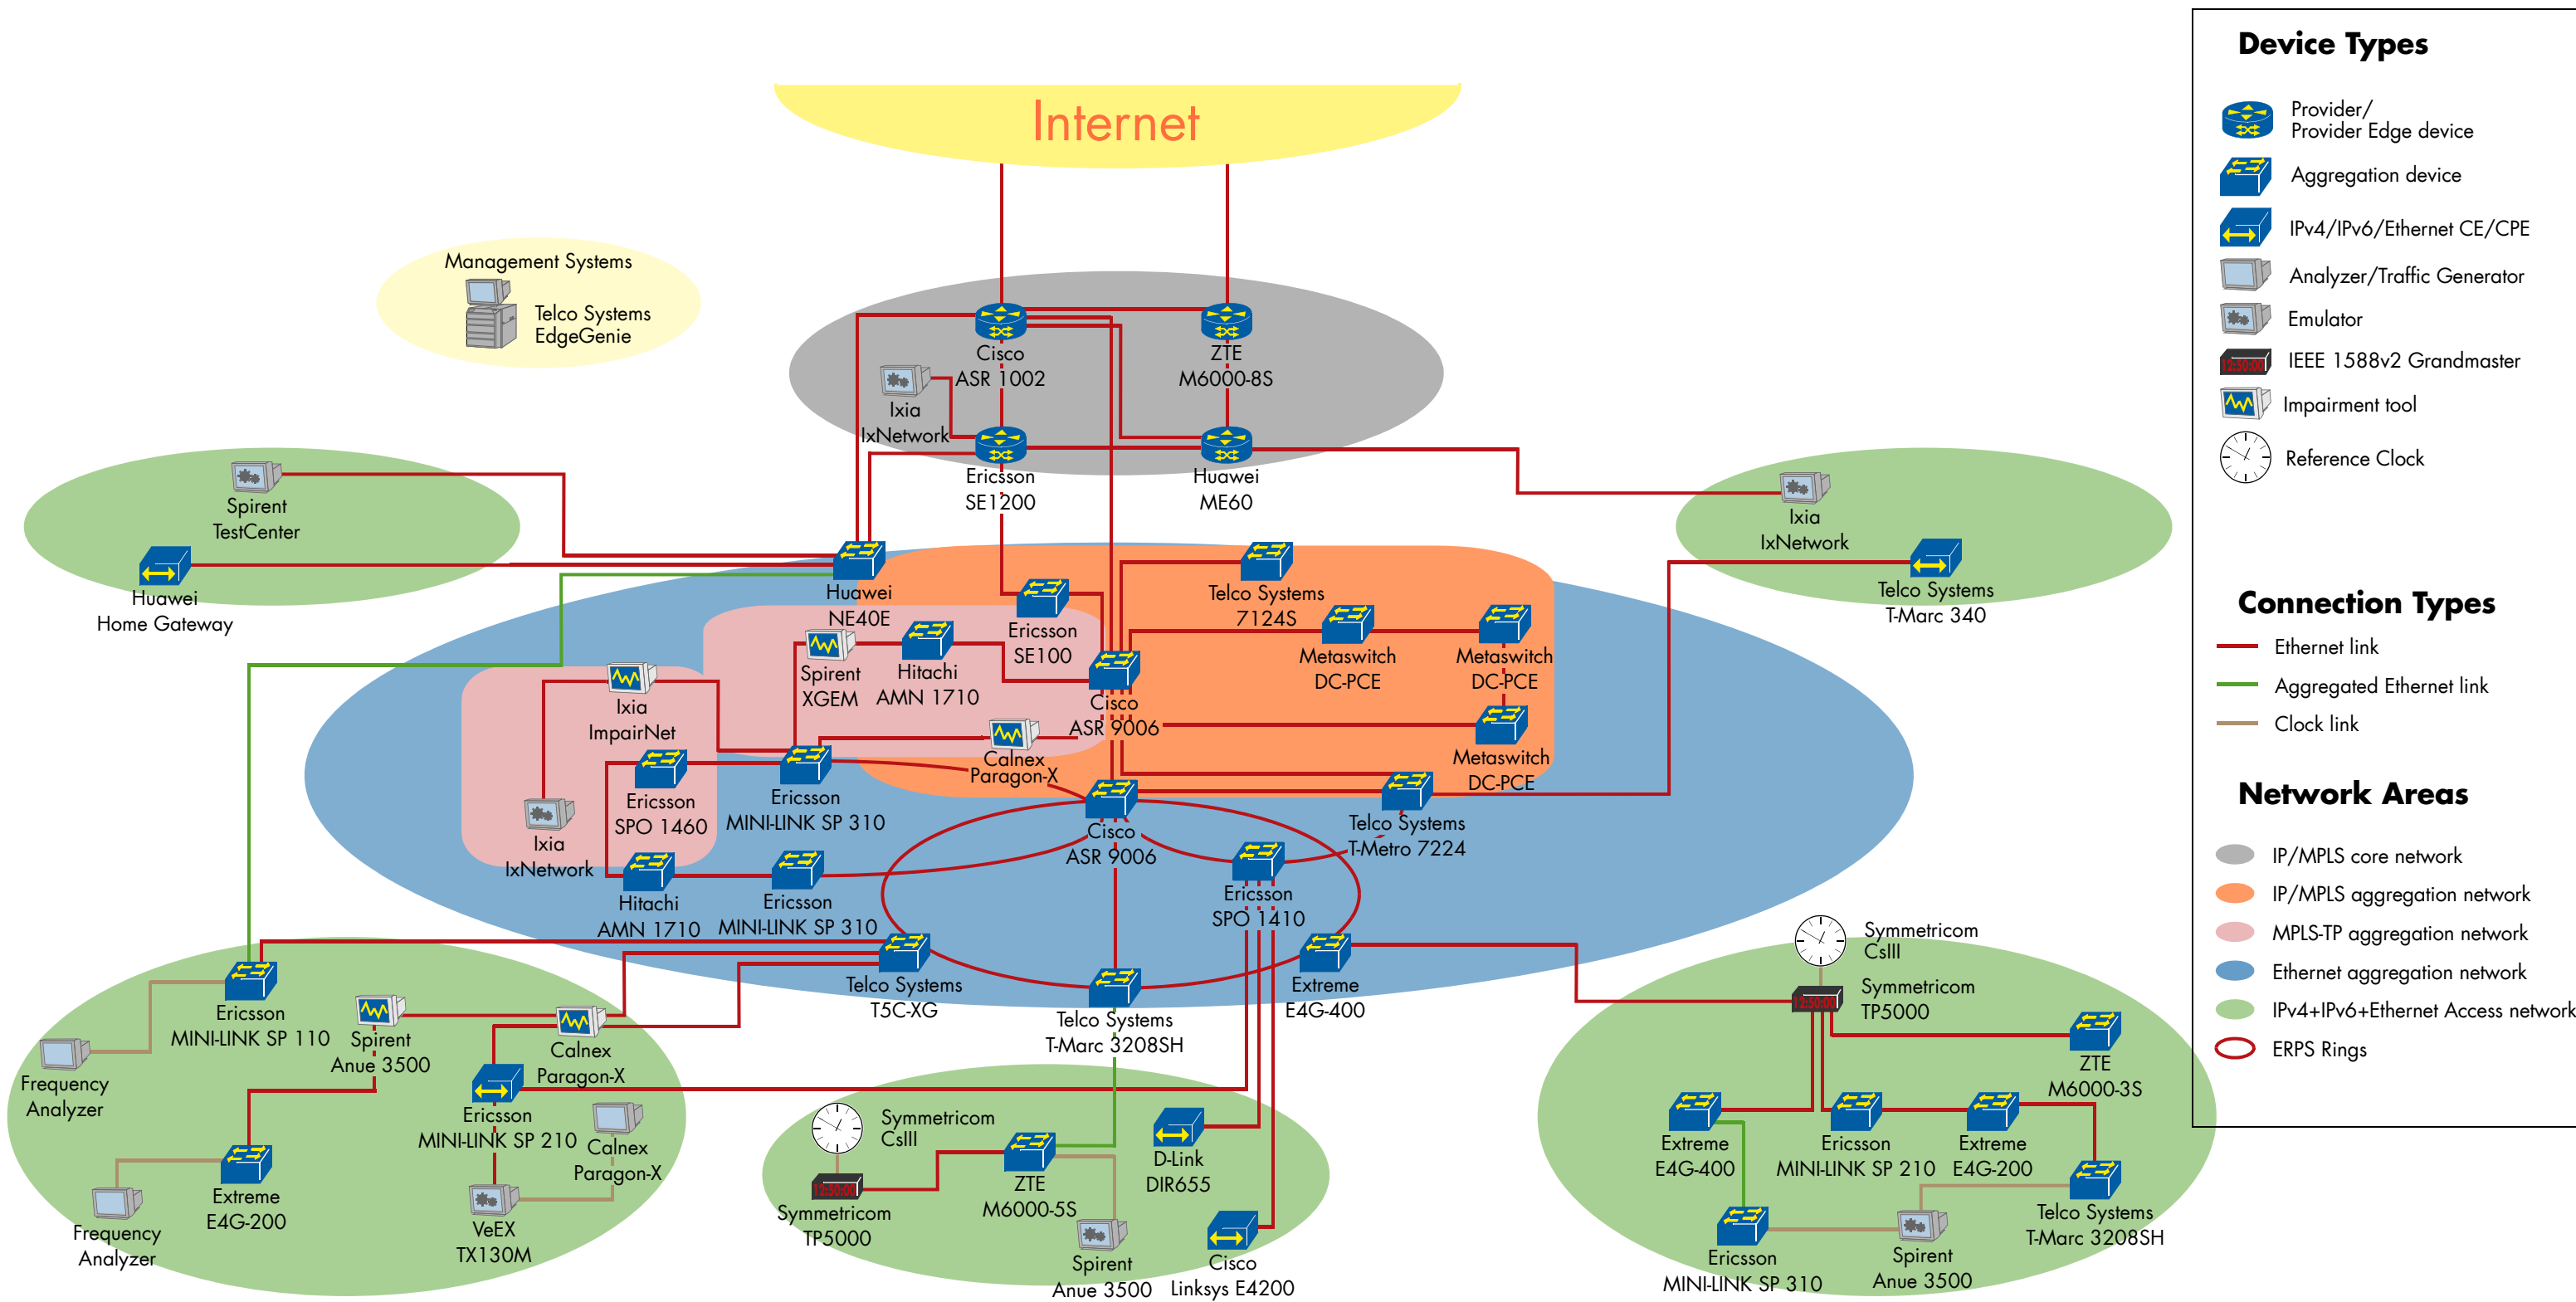 Internet
Management Systems
Telco Systems
EdgeGenie
Cisco
ASR 1002
ZTE
M6000-8S
Ixia
IxNetwork
Ericsson
SE1200
Huawei
ME60
Spirent
TestCenter
Huawei
Home Gateway
Ixia
IxNetwork
Telco Systems
T-Marc 340
Huawei
NE40E
Telco Systems
7124S
Ericsson
SE100
Spirent
XGEM
Hitachi
AMN 1710
Metaswitch
DC-PCE
Metaswitch
DC-PCE
Cisco
ASR 9006
Ixia
ImpairNet
Calnex
Paragon-X
Metaswitch
DC-PCE
Ericsson
SPO 1460
Ericsson
MINI-LINK SP 310
Ixia
IxNetwork
Cisco
ASR 9006
Telco Systems
T-Metro 7224
Hitachi
AMN 1710
Ericsson
MINI-LINK SP 310
Ericsson
SPO 1410
Telco Systems
T5C-XG
Telco Systems
T-Marc 3208SH
Extreme
E4G-400
Ericsson
MINI-LINK SP 110
Spirent
Anue 3500
Calnex
Paragon-X
Frequency
Analyzer
Ericsson
MINI-LINK SP 210
Calnex
Paragon-X
Extreme
E4G-200
Frequency
Analyzer
VeEX
TX130M
Symmetricom
CsIII
12:50:00
Symmetricom
TP5000
ZTE
M6000-5S
D-Link
DIR655
Spirent
Anue 3500
Cisco
Linksys E4200
Symmetricom
CsIII
12:50:00
Symmetricom
TP5000
ZTE
M6000-3S
Extreme
E4G-400
Ericsson
MINI-LINK SP 210
Extreme
E4G-200
Telco Systems
T-Marc 3208SH
Ericsson
MINI-LINK SP 310
Spirent
Anue 3500
Device Types
Provider/
Provider Edge device
Aggregation device
IPv4/IPv6/Ethernet CE/CPE
Analyzer/Traffic Generator
Emulator
12:50:00
IEEE 1588v2 Grandmaster
Impairment tool
Reference Clock
Connection Types
Ethernet link
Aggregated Ethernet link
Clock link
Network Areas
IP/MPLS core network
IP/MPLS aggregation network
MPLS-TP aggregation network
Ethernet aggregation network
IPv4+IPv6+Ethernet Access network
ERPS Rings